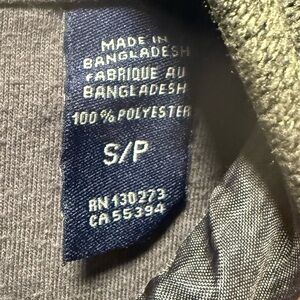 MADE IN
BANGLADESH
FABRIQUE AU
BANGLADESH
100% POLYESTER
S/P
RN 130273
CA 55394